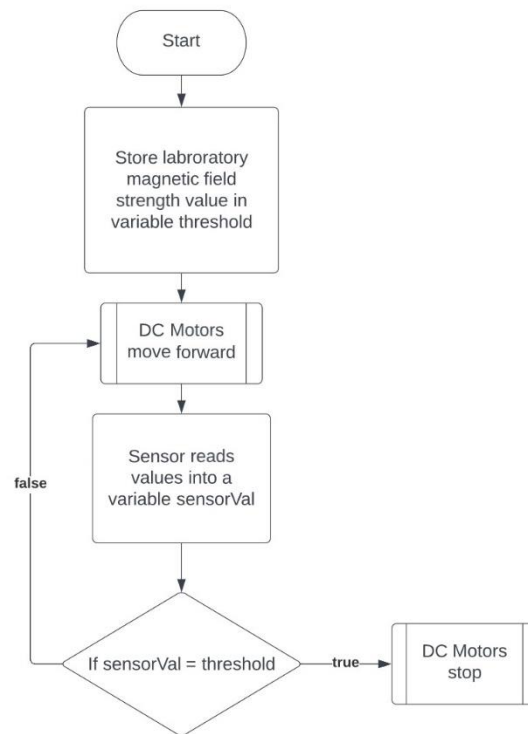 Start
Store labroratory
magnetic field
strength value in
variable threshold
DC Motors
move forward
Sensor reads
values into a
variable sensorVal
false
If sensorVal = threshold
true
DC Motors
stop